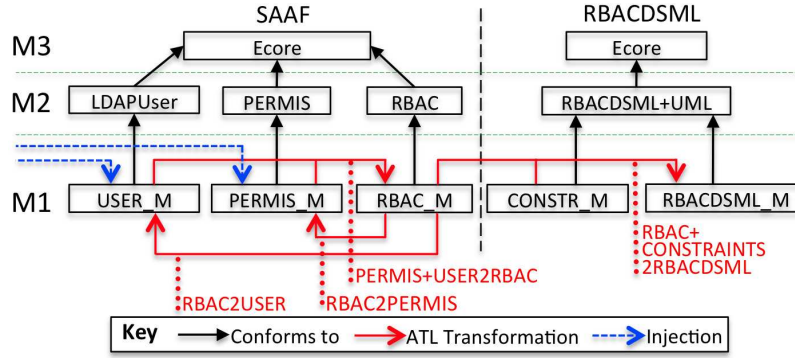 SAAF RBACDSML
M3 Ecore Ecore
M2 LDAPUser PERMIS RBAC RBACDSML+UML
M1 USER_M PERMIS_M RBAC_M CONSTR_M RBACDSML_M
RBAC+
CONSTRAINTS
2RBACDSML
PERMIS+USER2RBAC
RBAC2USER RBAC2PERMIS
Key Conforms to ATL Transformation Injection